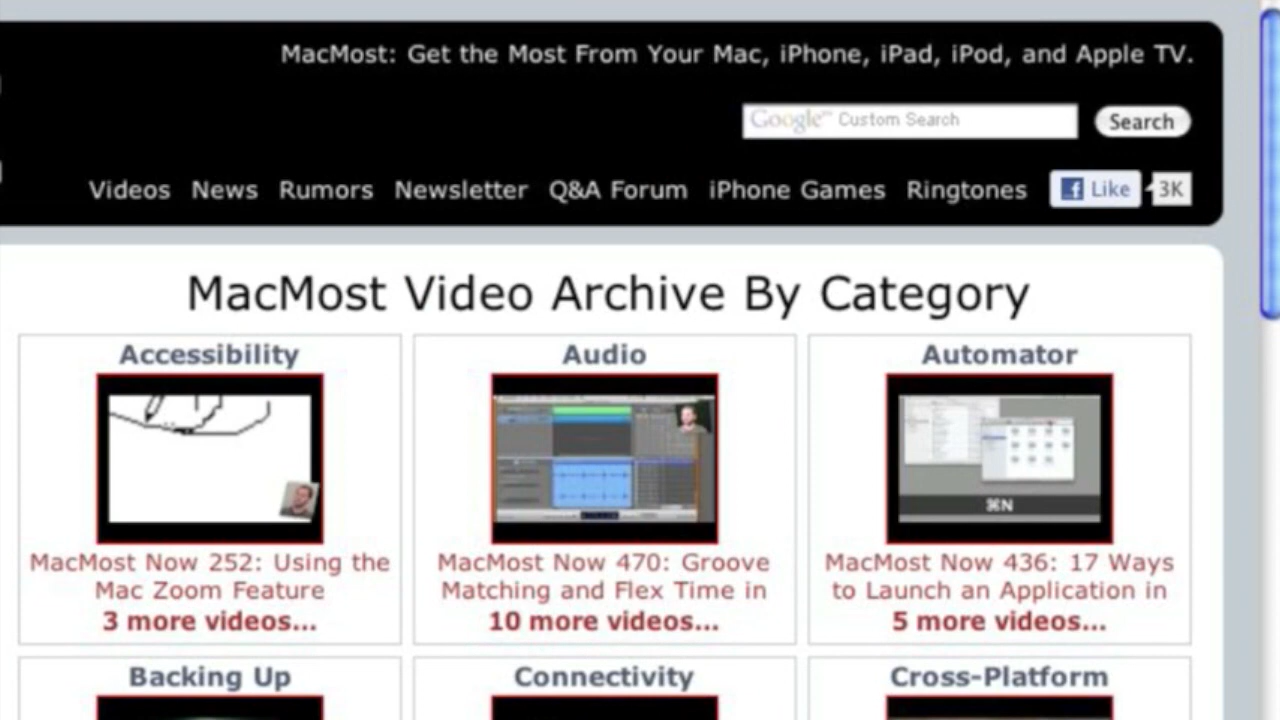 MacMost: Get the Most From Your Mac, iPhone, iPad, iPod, and Apple TV.
Google™ Custom Search Search
Videos News Rumors Newsletter Q&A Forum iPhone Games Ringtones Like 3K
MacMost Video Archive By Category
Accessibility
MacMost Now 252: Using the
Mac Zoom Feature
3 more videos...
Audio
MacMost Now 470: Groove
Matching and Flex Time in
10 more videos...
Automator
⌘N
MacMost Now 436: 17 Ways
to Launch an Application in
5 more videos...
Backing Up
Connectivity
Cross-Platform